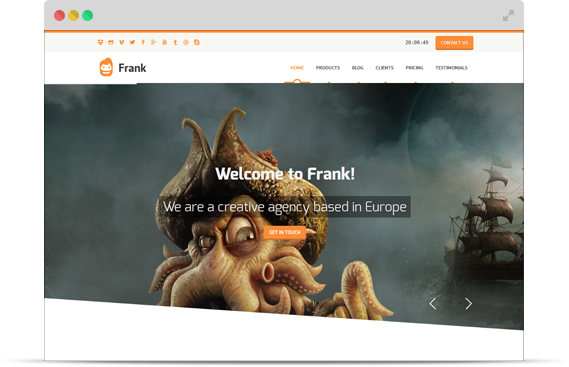 20:06:45
CONTACT US
Frank
HOME PRODUCTS BLOG CLIENTS PRICING TESTIMONIALS
Welcome to Frank!
We are a creative agency based in Europe
GET IN TOUCH